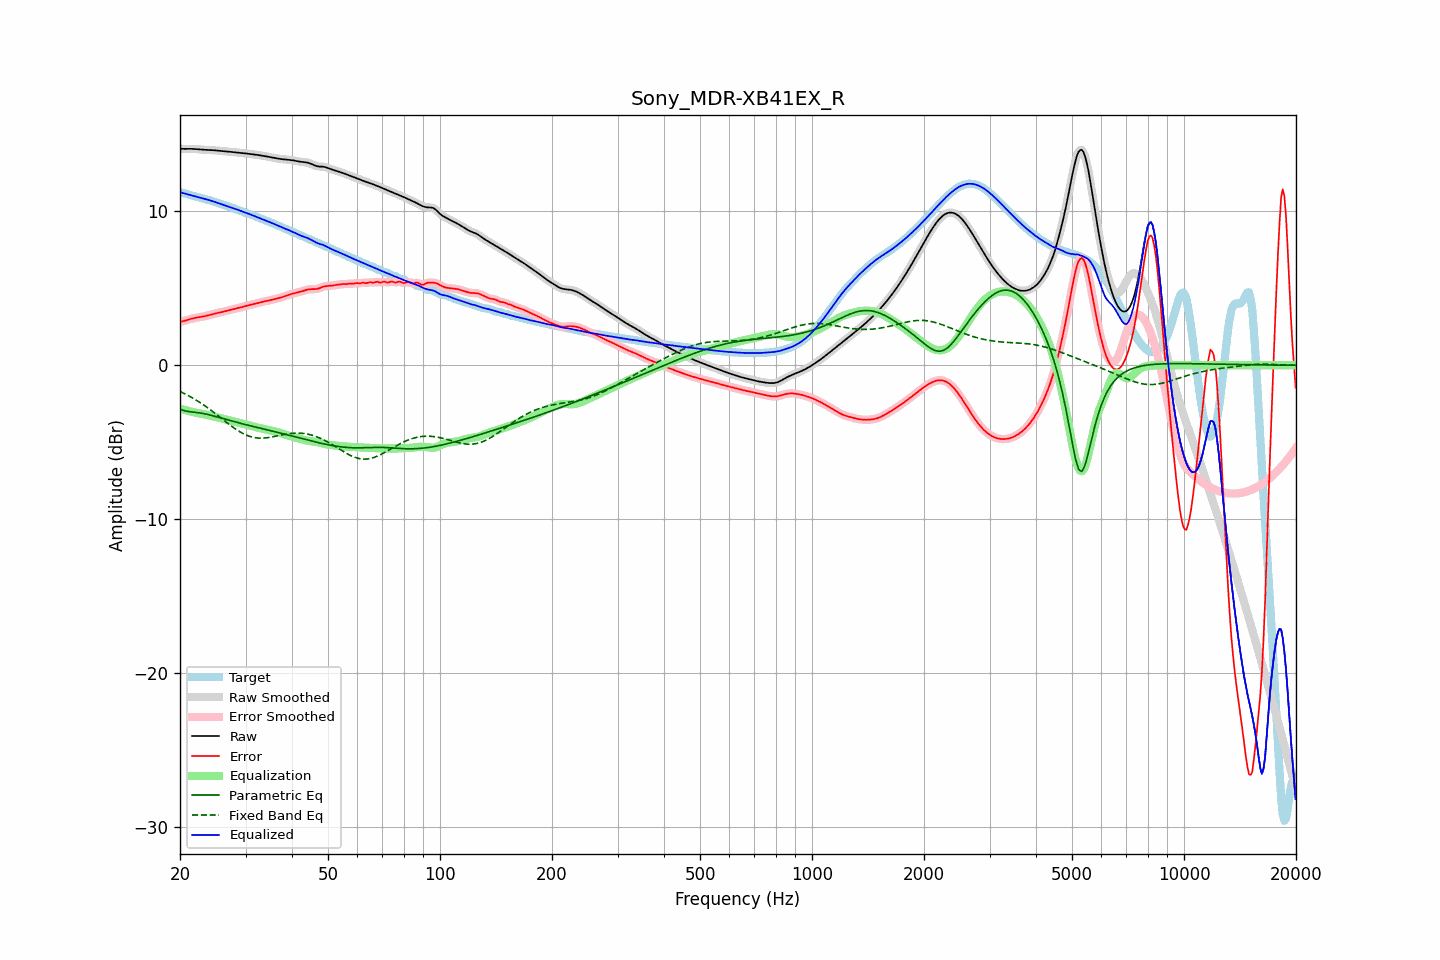 Sony_MDR-XB41EX_R
Amplitude (dBr)
10
0
−10
−20
−30
Target
Raw Smoothed
Error Smoothed
Raw
Error
Equalization
Parametric Eq
Fixed Band Eq
Equalized
20 50 100 200 500 1000 2000 5000 10000 20000
Frequency (Hz)